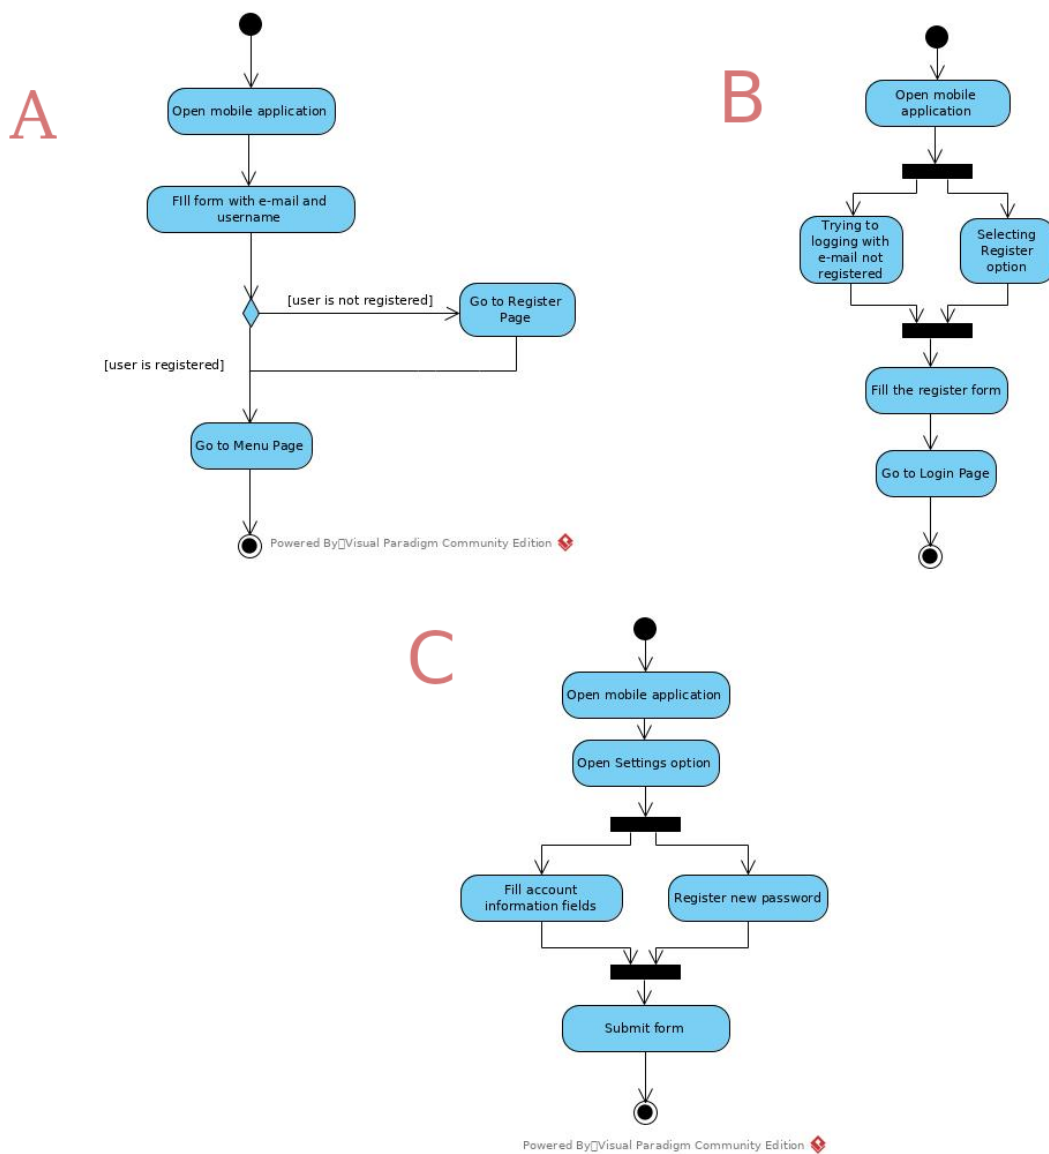 A
Open mobile application
FIll form with e-mail and
username
[user is not registered]
Go to Register
Page
[user is registered]
Go to Menu Page
Powered By▯Visual Paradigm Community Edition
B
Open mobile
application
Trying to
logging with
e-mail not
registered
Selecting
Register
option
Fill the register form
Go to Login Page
C
Open mobile application
Open Settings option
Fill account
information fields
Register new password
Submit form
Powered By▯Visual Paradigm Community Edition